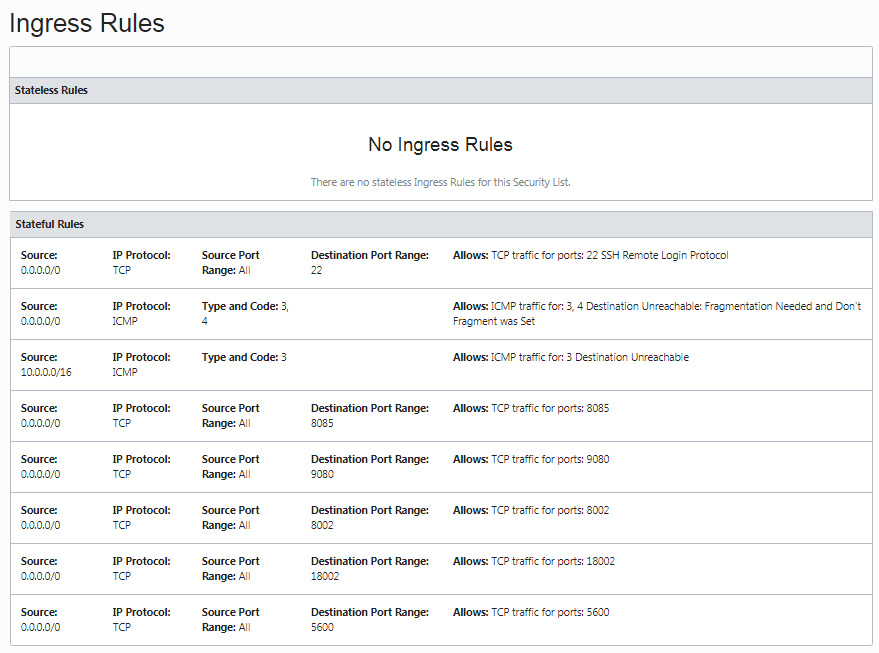 Ingress Rules
Stateless Rules
No Ingress Rules
There are no stateless Ingress Rules for this Security List.
Stateful Rules
Source: IP Protocol: Source Port Destination Port Range: Allows: TCP traffic for ports: 22 SSH Remote Login Protocol
0.0.0.0/0 TCP Range: All 22
Source: IP Protocol: Type and Code: 3, Allows: ICMP traffic for: 3, 4 Destination Unreachable: Fragmentation Needed and Don't
0.0.0.0/0 ICMP 4 Fragment was Set
Source: IP Protocol: Type and Code: 3 Allows: ICMP traffic for: 3 Destination Unreachable
10.0.0.0/16 ICMP
Source: IP Protocol: Source Port Destination Port Range: Allows: TCP traffic for ports: 8085
0.0.0.0/0 TCP Range: All 8085
Source: IP Protocol: Source Port Destination Port Range: Allows: TCP traffic for ports: 9080
0.0.0.0/0 TCP Range: All 9080
Source: IP Protocol: Source Port Destination Port Range: Allows: TCP traffic for ports: 8002
0.0.0.0/0 TCP Range: All 8002
Source: IP Protocol: Source Port Destination Port Range: Allows: TCP traffic for ports: 18002
0.0.0.0/0 TCP Range: All 18002
Source: IP Protocol: Source Port Destination Port Range: Allows: TCP traffic for ports: 5600
0.0.0.0/0 TCP Range: All 5600